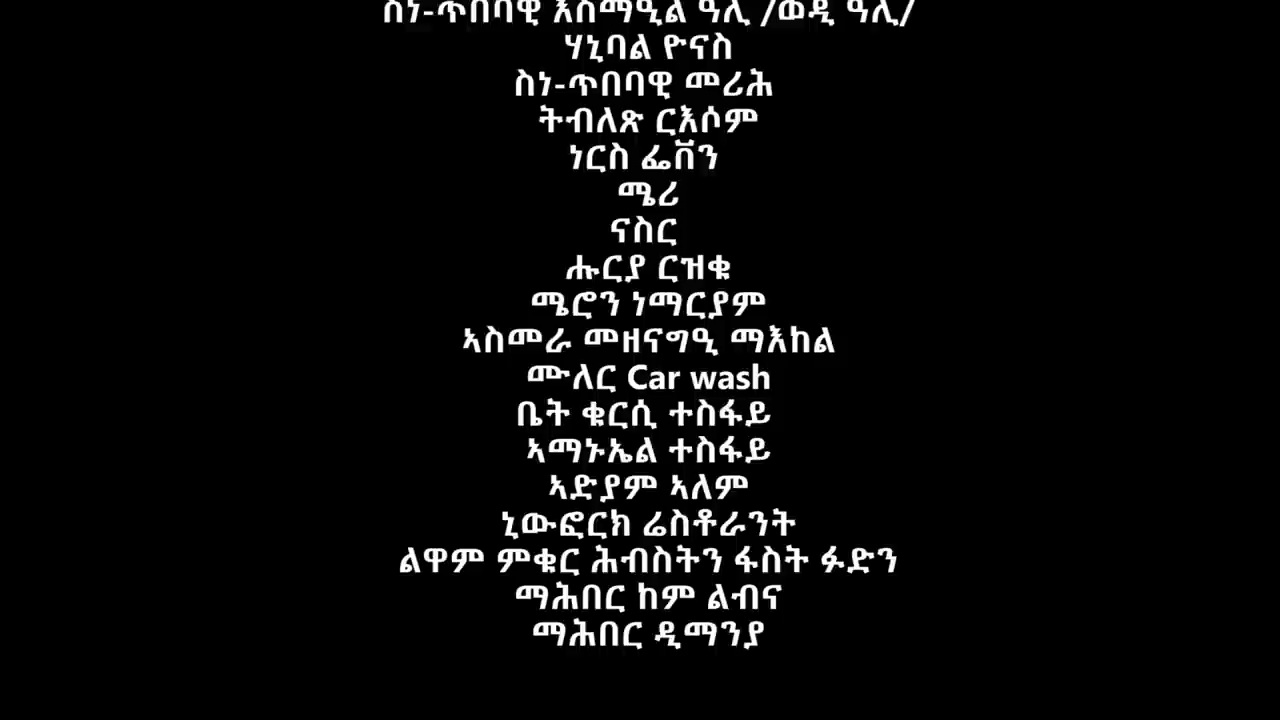 ስነ-ጥበባዊ እስማዒል ዓሊ /ወዲ ዓሊ/
ሃኒባል ዮናስ
ስነ-ጥበባዊ መሪሕ
ትብለጽ ርእሶም
ነርስ ፌቨን
ሜሪ
ናስር
ሑርያ ርዝቁ
ሜሮን ነማርያም
ኣስመራ መዘናግዒ ማእከል
ሙለር Car wash
ቤት ቁርሲ ተስፋይ
ኣማኑኤል ተስፋይ
ኣድያም ኣለም
ኒውፎርክ ሬስቶራንት
ልዋም ምቁር ሕብስትን ፋስት ፉድን
ማሕበር ከም ልብና
ማሕበር ዲማንያ